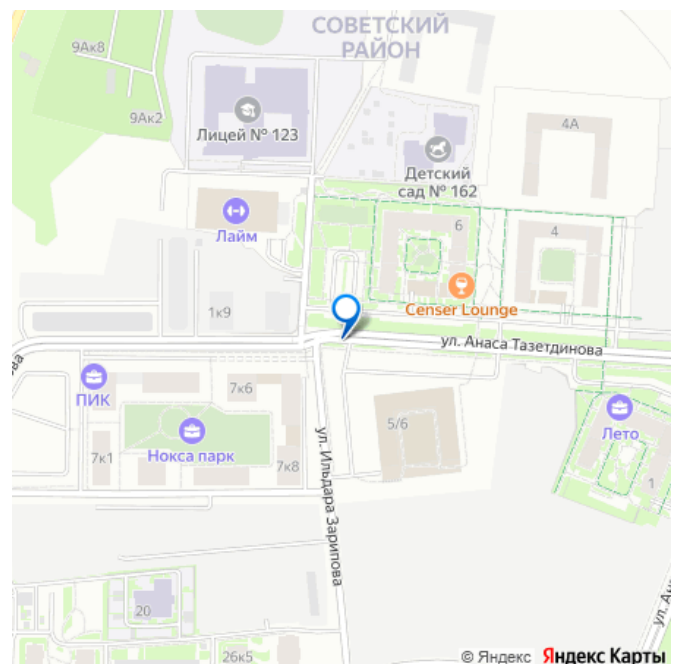 СОВЕТСКИЙ
РАЙОН
9Ак8
9Ак2
Лицей № 123
4А
Детский
сад № 162
Лайм
6
4
Censer Lounge
1к9
ул. Анаса Тазетдинова
ПИК
7к6
5/6
Лето
Нокса парк
7к1
7к8
1
ул. Ильдара Зарипова
20
26к5
© Яндекс Яндекс Карты